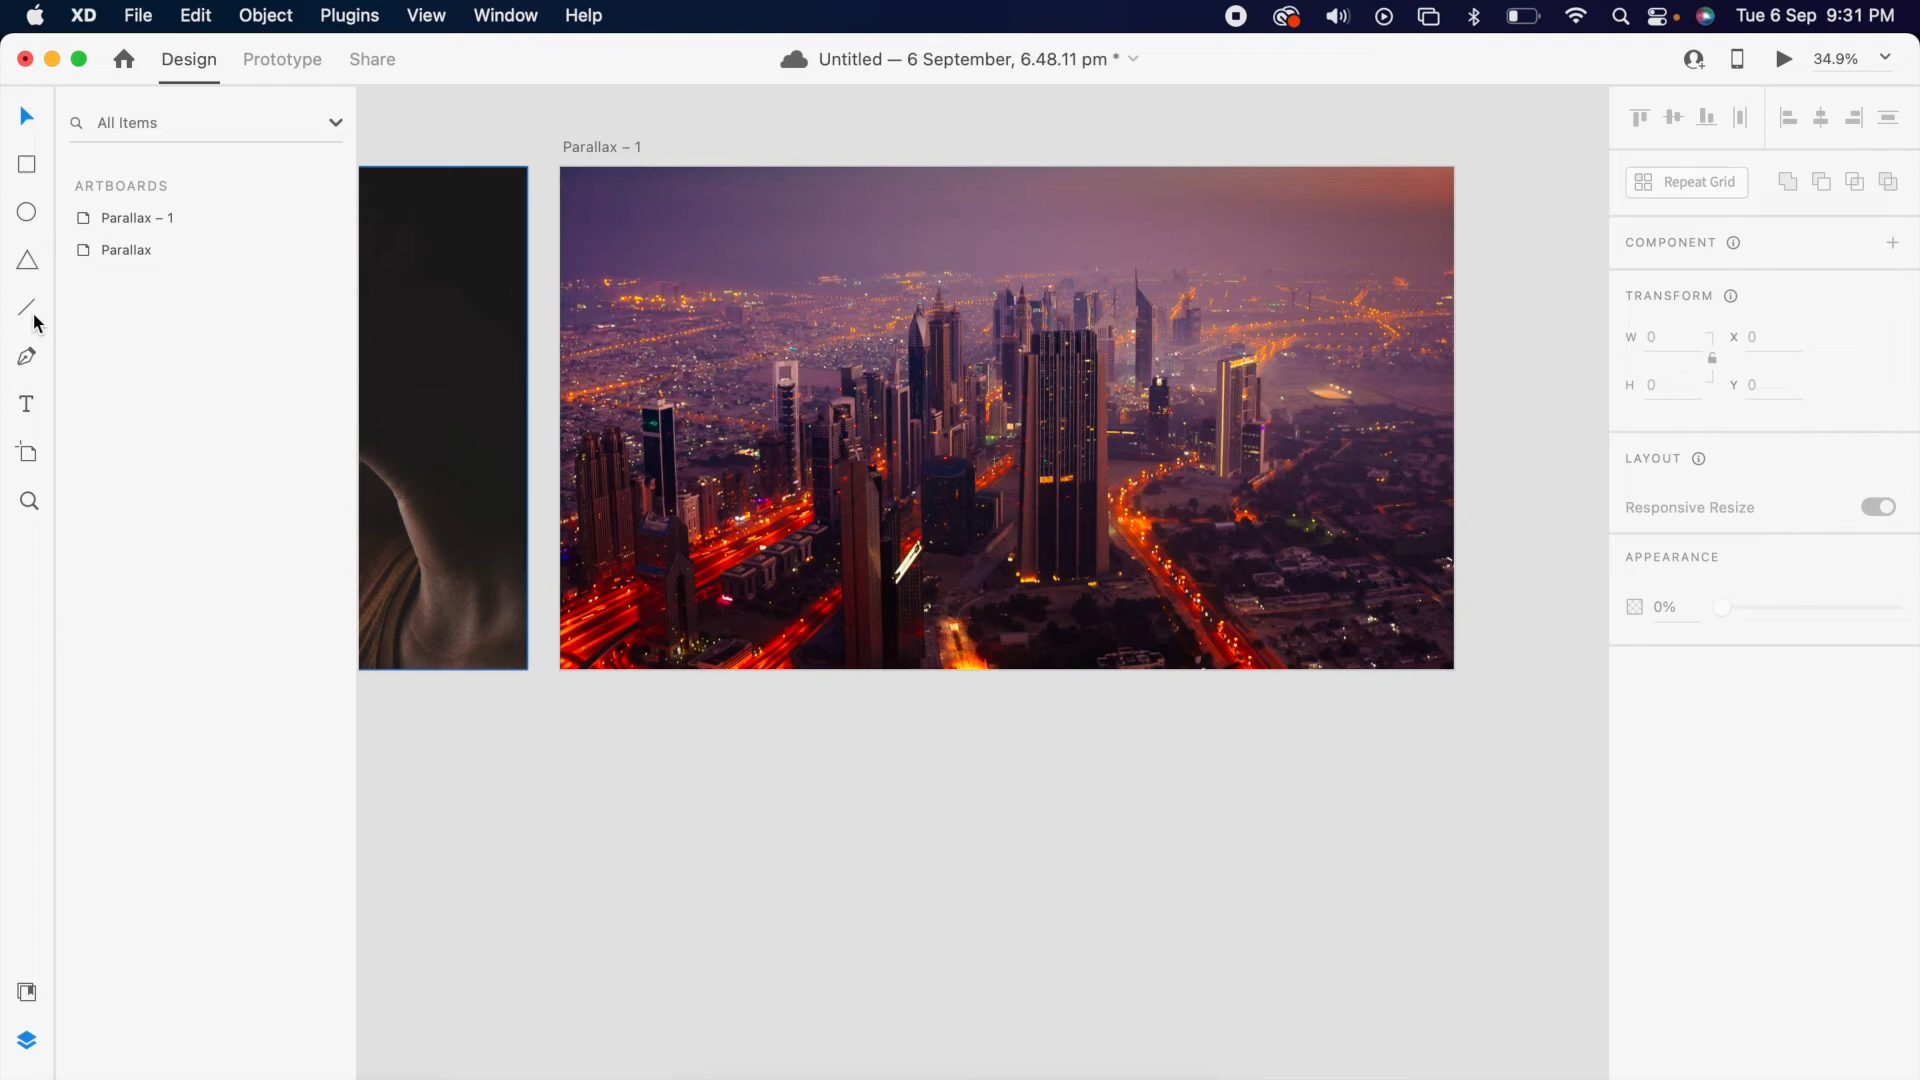 XD File Edit Object Plugins View Window Help Tue 6 Sep 9:31 PM
Design Prototype Share Untitled — 6 September, 6.48.11 pm * 34.9%
All Items
Parallax – 1
ARTBOARDS
Parallax – 1
Parallax
Repeat Grid
COMPONENT
TRANSFORM
W 0 X 0
H 0 Y 0
LAYOUT
Responsive Resize
APPEARANCE
0%